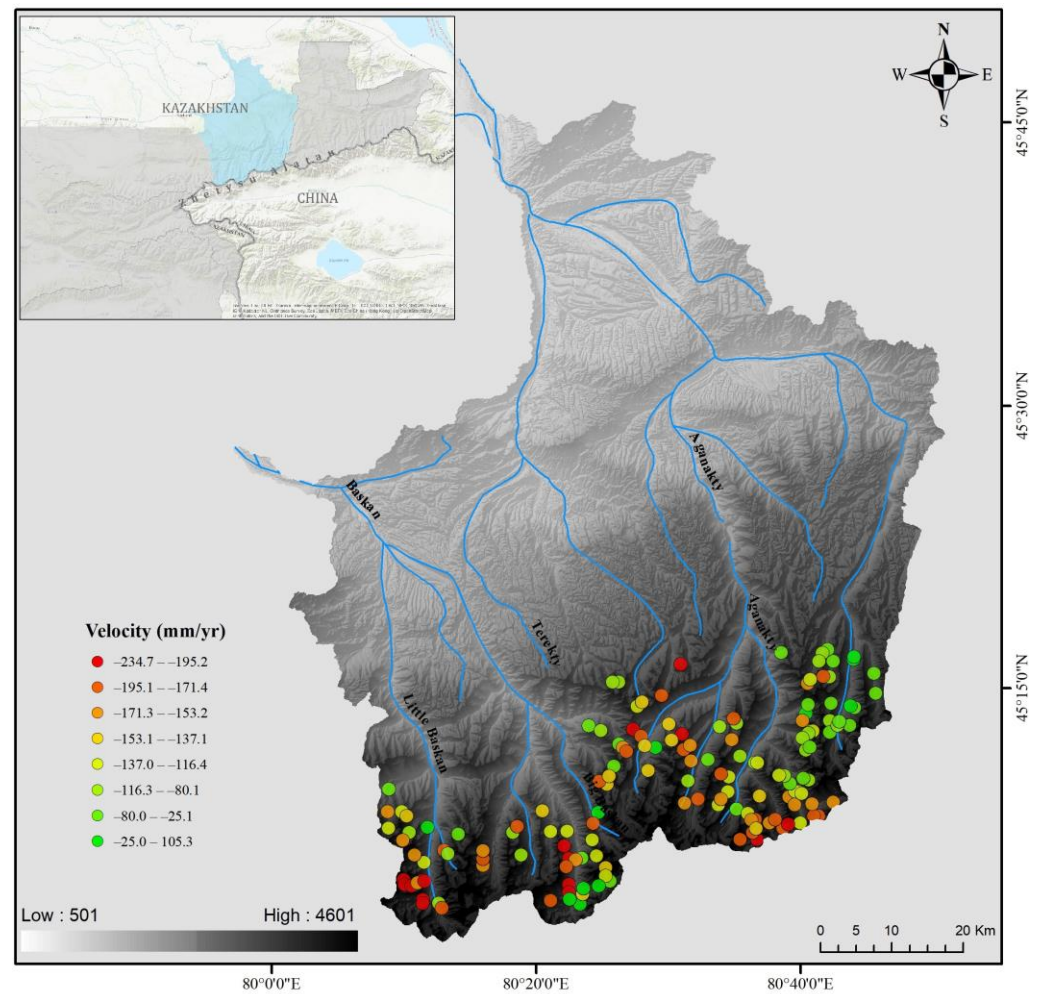 KAZAKHSTAN
Zhetysu Alatau
CHINA
KAZAKHSTAN
N
W E
S
45°45'0"N
45°30'0"N
45°15'0"N
Aganakty
Baskan
Terekty
Aganakty
Little Baskan
Velocity (mm/yr)
–234.7 – –195.2
–195.1 – –171.4
–171.3 – –153.2
–153.1 – –137.1
–137.0 – –116.4
–116.3 – –80.1
–80.0 – –25.1
–25.0 – 105.3
Low : 501 High : 4601
0 5 10 20 Km
80°0'0"E 80°20'0"E 80°40'0"E